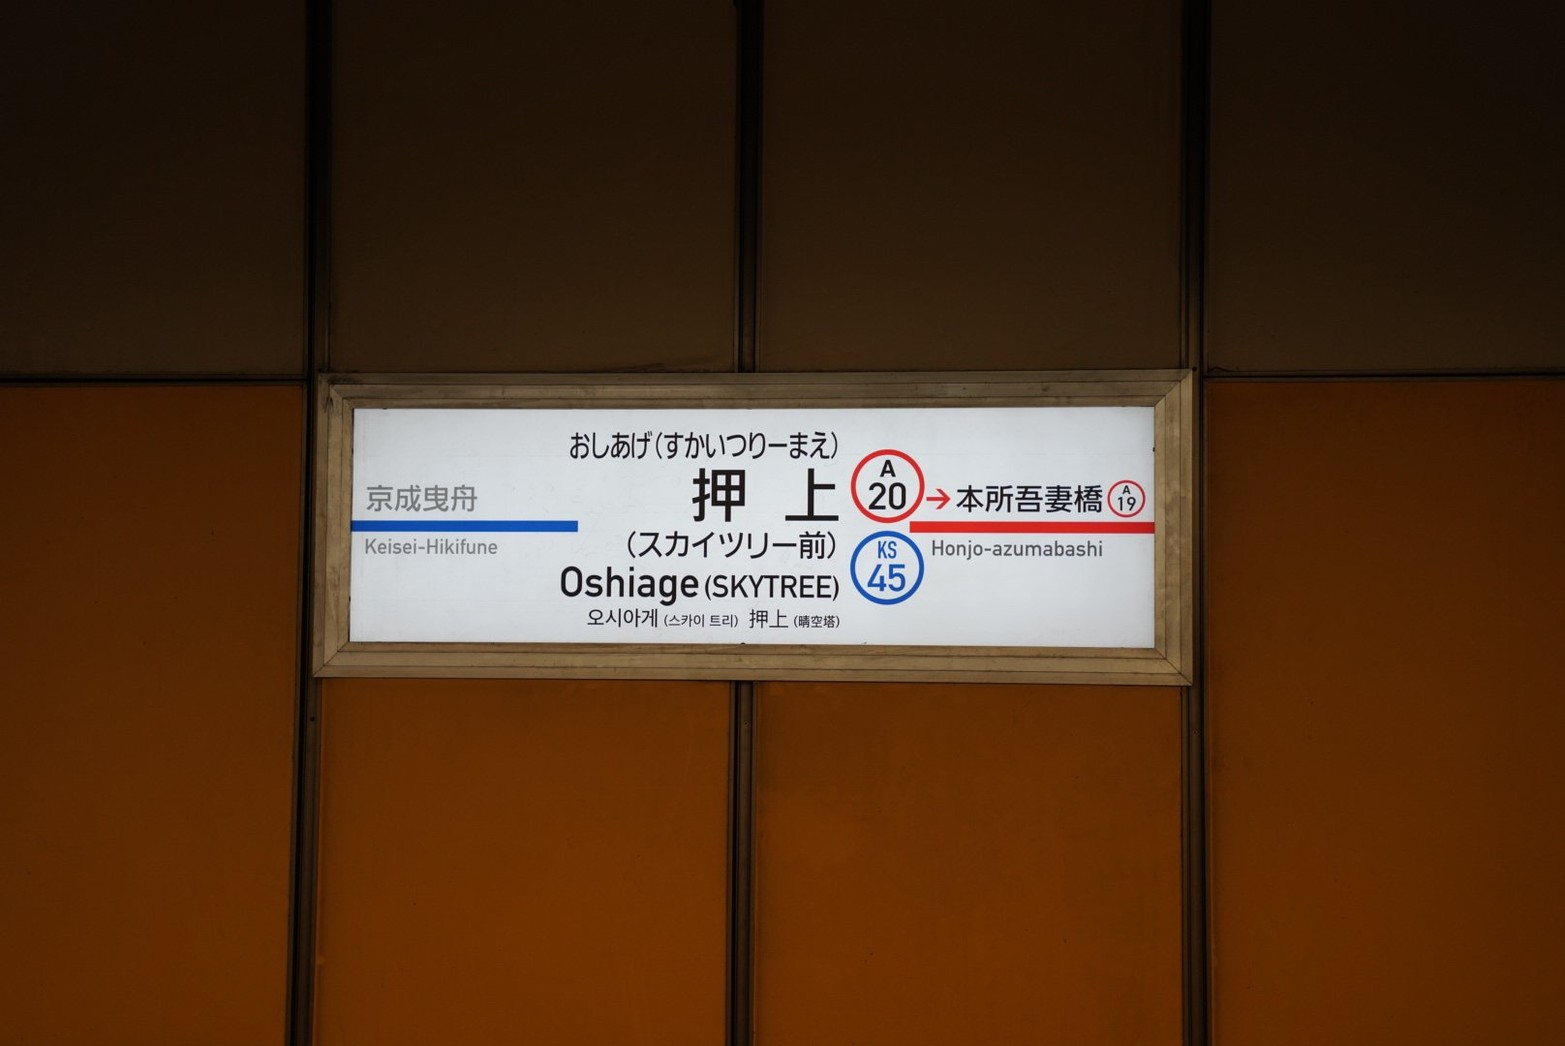 京成曳舟
Keisei-Hikifune
おしあげ(すかいつりーまえ)
押上
(スカイツリー前)
Oshiage(SKYTREE)
오시아게 (스카이 트리) 押上 (晴空塔)
A
20
KS
45
→本所吾妻橋
A
19
Honjo-azumabashi